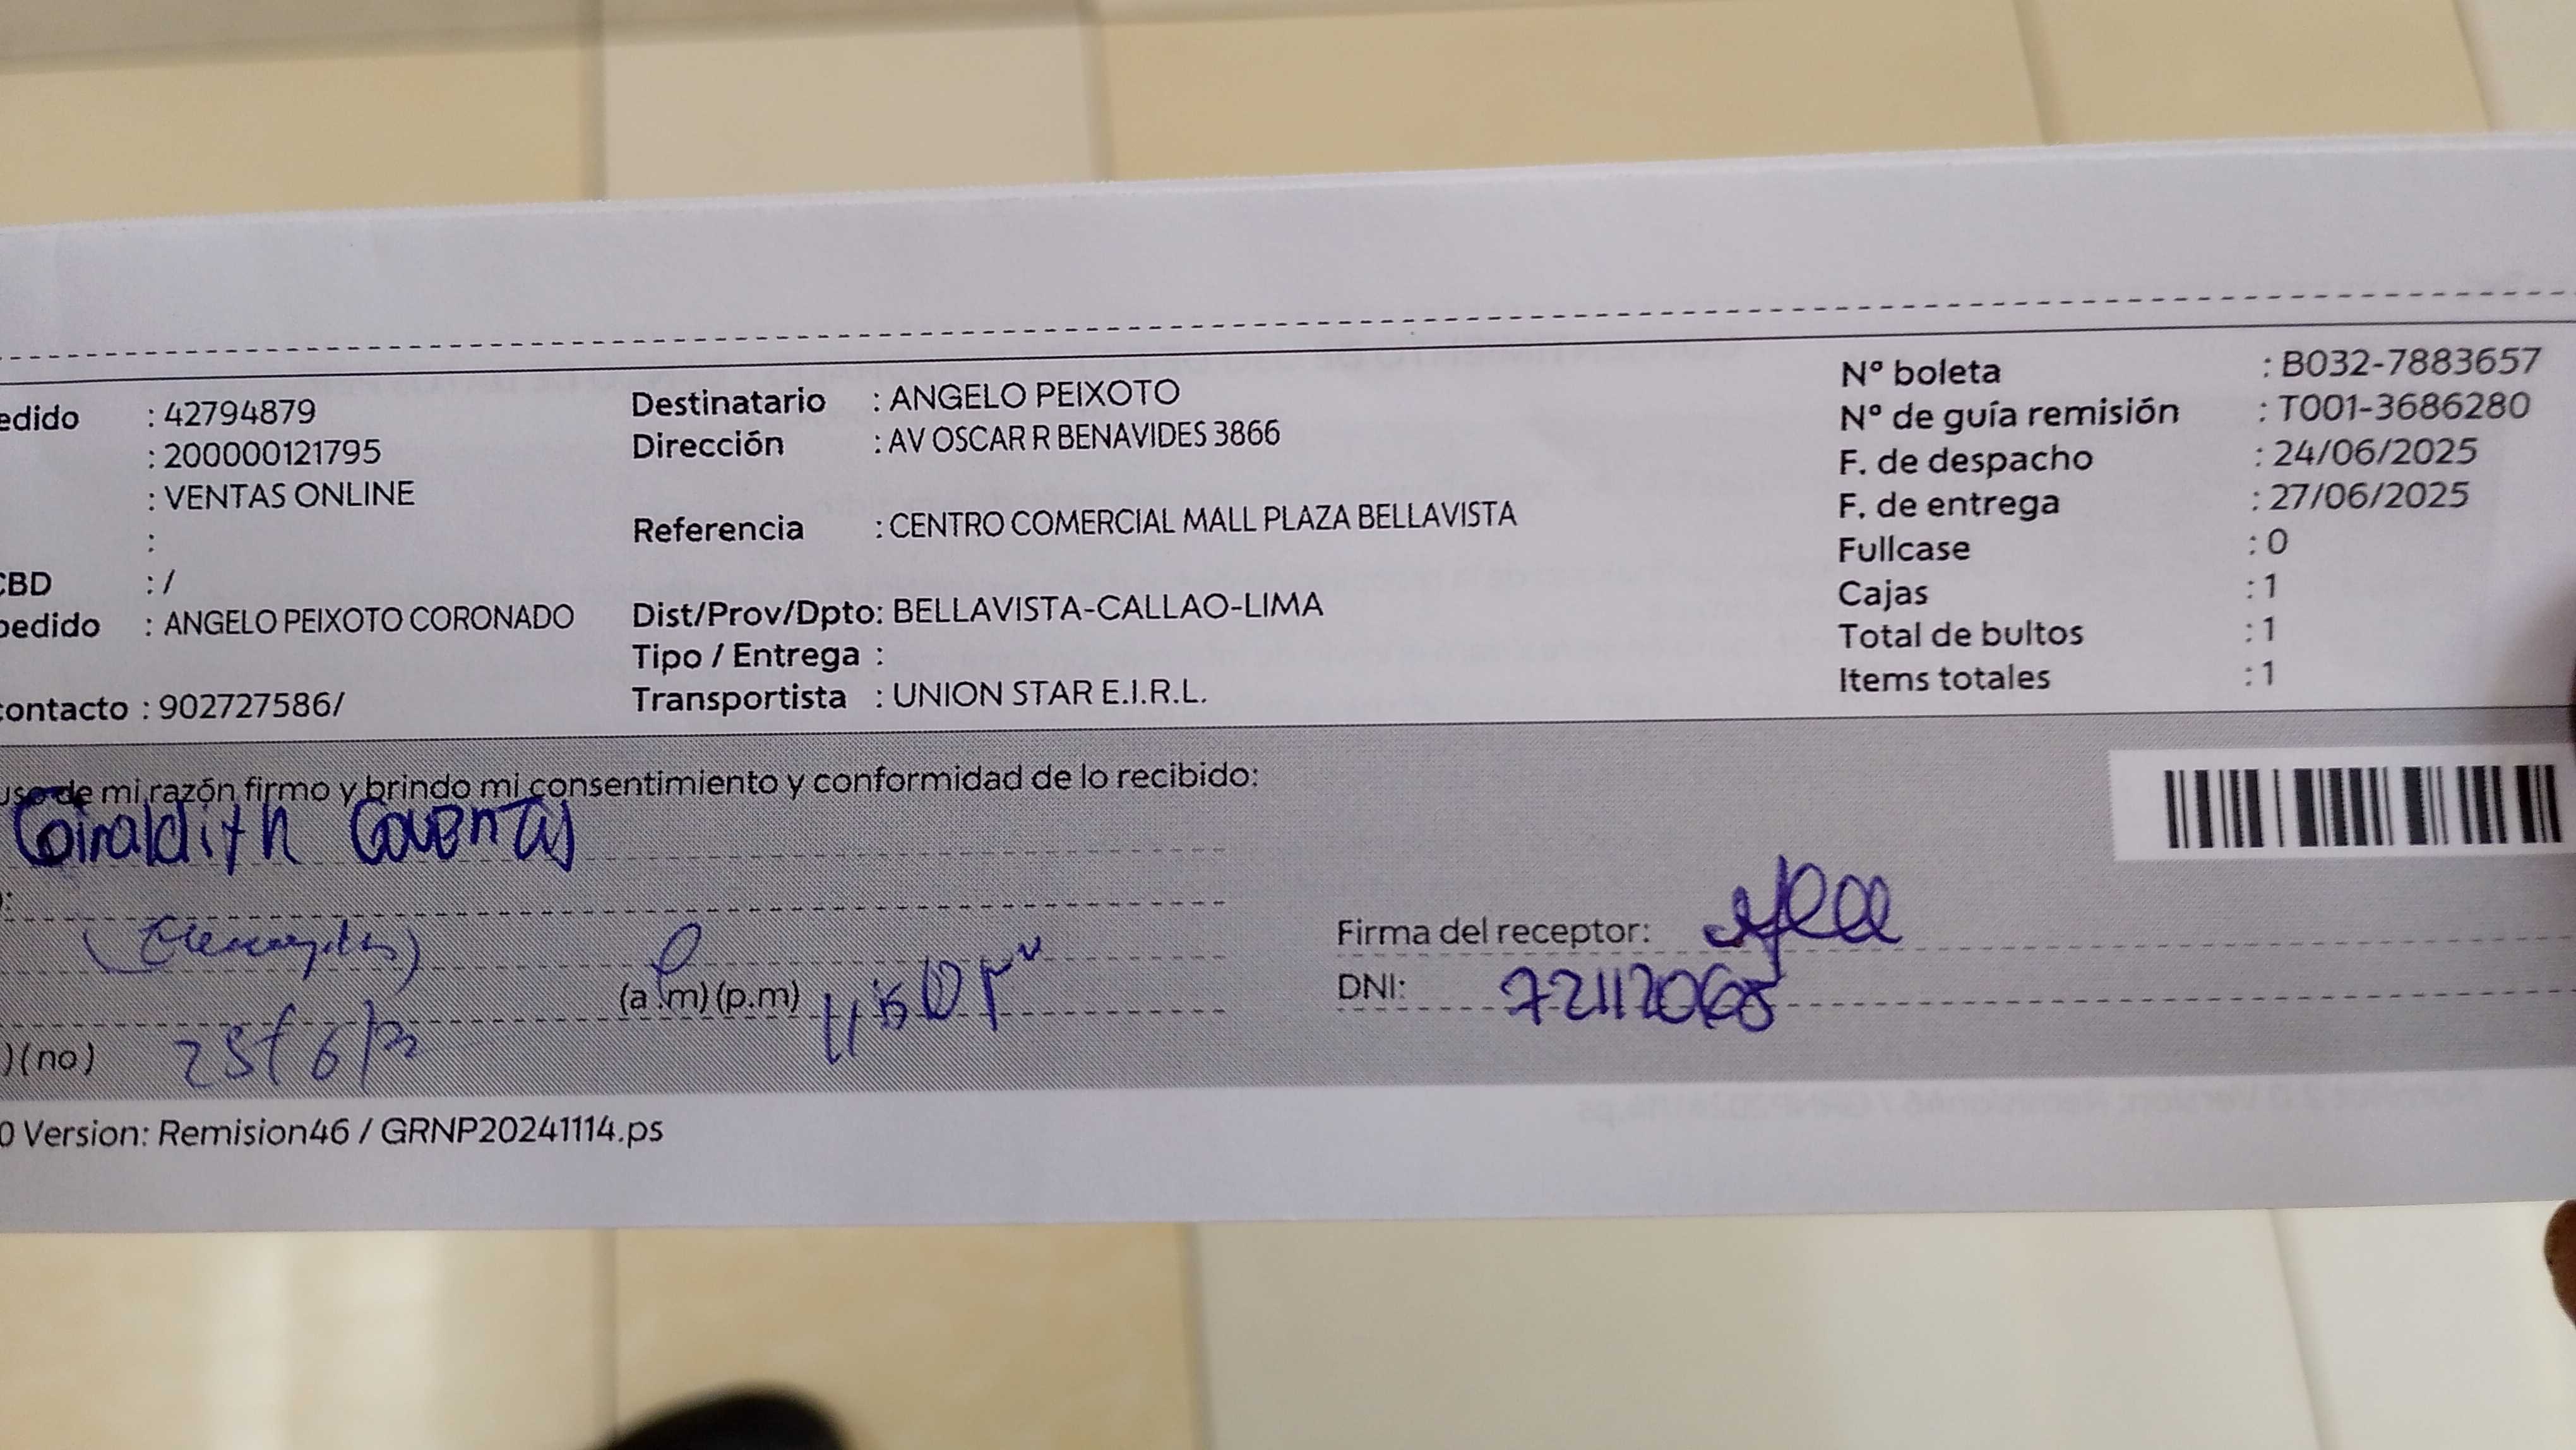 edido : 42794879
: 200000121795
: VENTAS ONLINE
:
CBD : /
pedido : ANGELO PEIXOTO CORONADO
contacto : 902727586/
Destinatario : ANGELO PEIXOTO
Dirección : AV OSCAR R BENAVIDES 3866
Referencia : CENTRO COMERCIAL MALL PLAZA BELLAVISTA
Dist/Prov/Dpto: BELLAVISTA-CALLAO-LIMA
Tipo / Entrega :
Transportista : UNION STAR E.I.R.L.
Nº boleta : B032-7883657
Nº de guía remisión : T001-3686280
F. de despacho : 24/06/2025
F. de entrega : 27/06/2025
Fullcase : 0
Cajas : 1
Total de bultos : 1
Items totales : 1
uso de mi razón firmo y brindo mi consentimiento y conformidad de lo recibido:
Giraldith
(a.m) (p.m)
)(no)
Firma del receptor:
DNI: 72112068
0 Version: Remision46 / GRNP20241114.ps